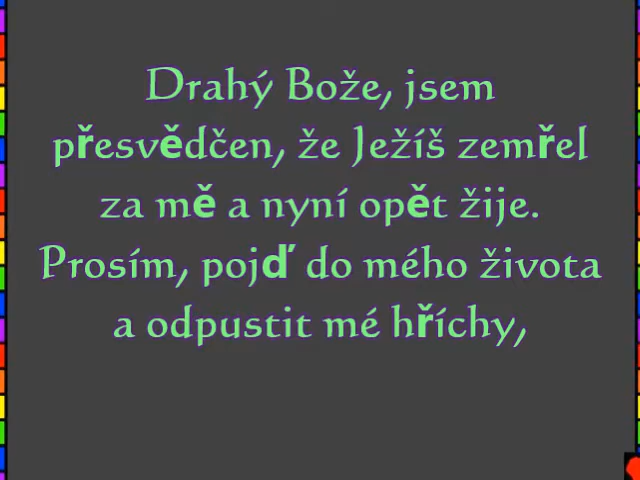 Drahý Bože, jsem
přesvědčen, že Ježíš zemřel
za mě a nyní opět žije.
Prosím, pojď do mého života
a odpustit mé hříchy,